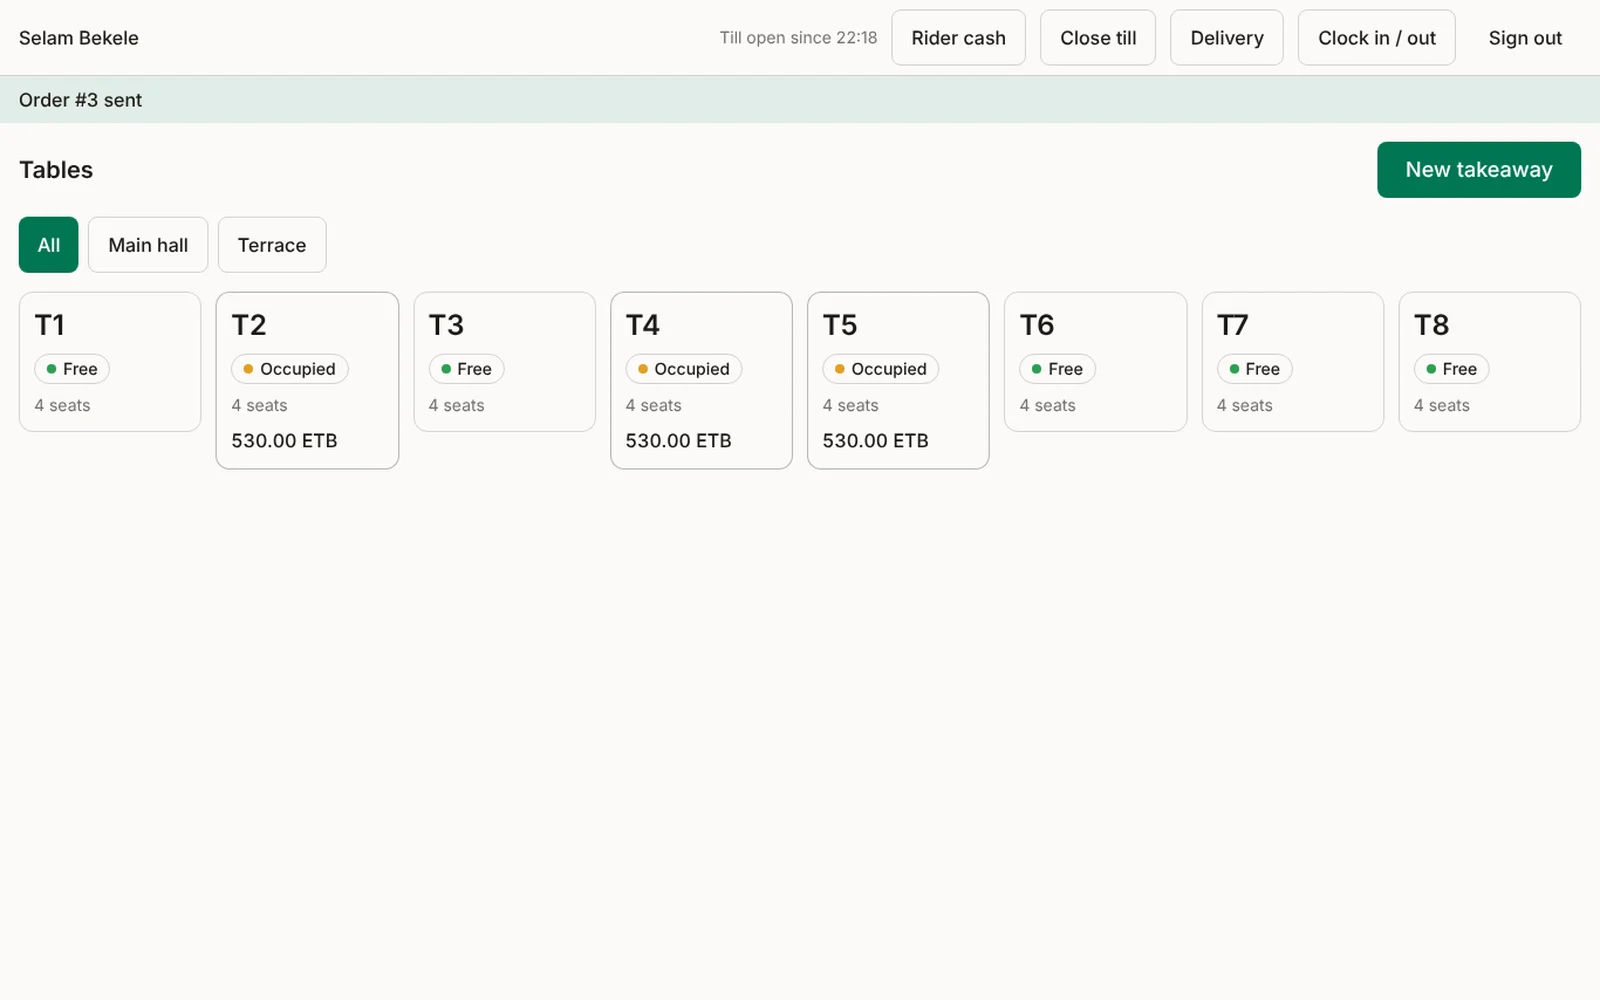 Selam Bekele
Till open since 22:18
Rider cash
Close till
Delivery
Clock in / out
Sign out
Order #3 sent
Tables
New takeaway
All
Main hall
Terrace
T1
Free
4 seats
T2
Occupied
4 seats
530.00 ETB
T3
Free
4 seats
T4
Occupied
4 seats
530.00 ETB
T5
Occupied
4 seats
530.00 ETB
T6
Free
4 seats
T7
Free
4 seats
T8
Free
4 seats